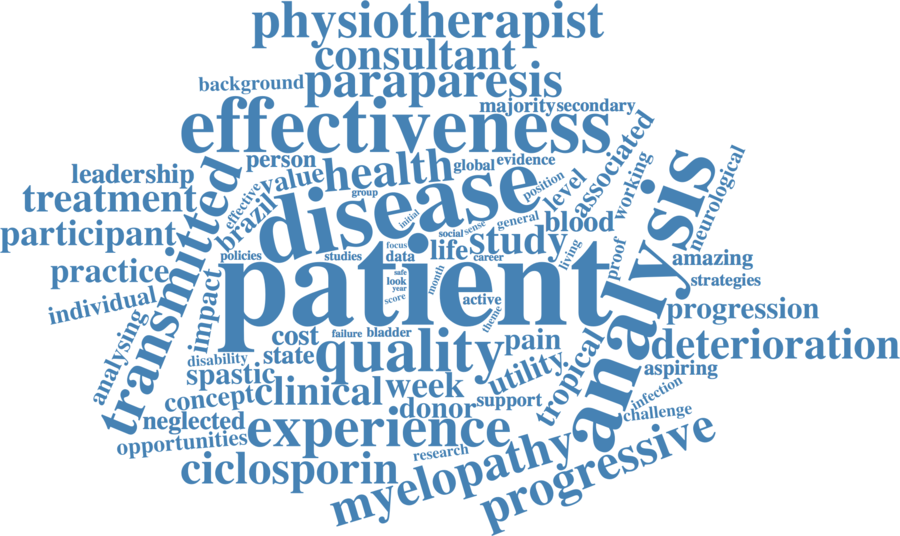 physiotherapist
consultant
background
paraparesis
effectiveness
majority
secondary
leadership
person
value
health
global
evidence
associated
treatment
transmitted
effective
brazil
disease
group
position
level
working
analysis
neurological
participant
initial
social
sense
general
blood
practice
policies
studies
focus
data
life
career
study
living
proof
amazing
individual
impact
patient
safe
look
year
score
month
active
theme
strategies
analysing
cost
failure
bladder
pain
tropical
progression
disability
state
quality
utility
deterioration
spastic
aspiring
concept
clinical
week
donor
support
infection
challenge
neglected
opportunities
experience
research
ciclosporin
myelopathy
progressive